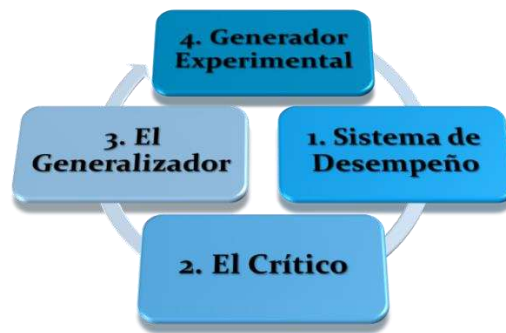 4. Generador
Experimental
3. El
Generalizador
1. Sistema de
Desempeño
2. El Crítico